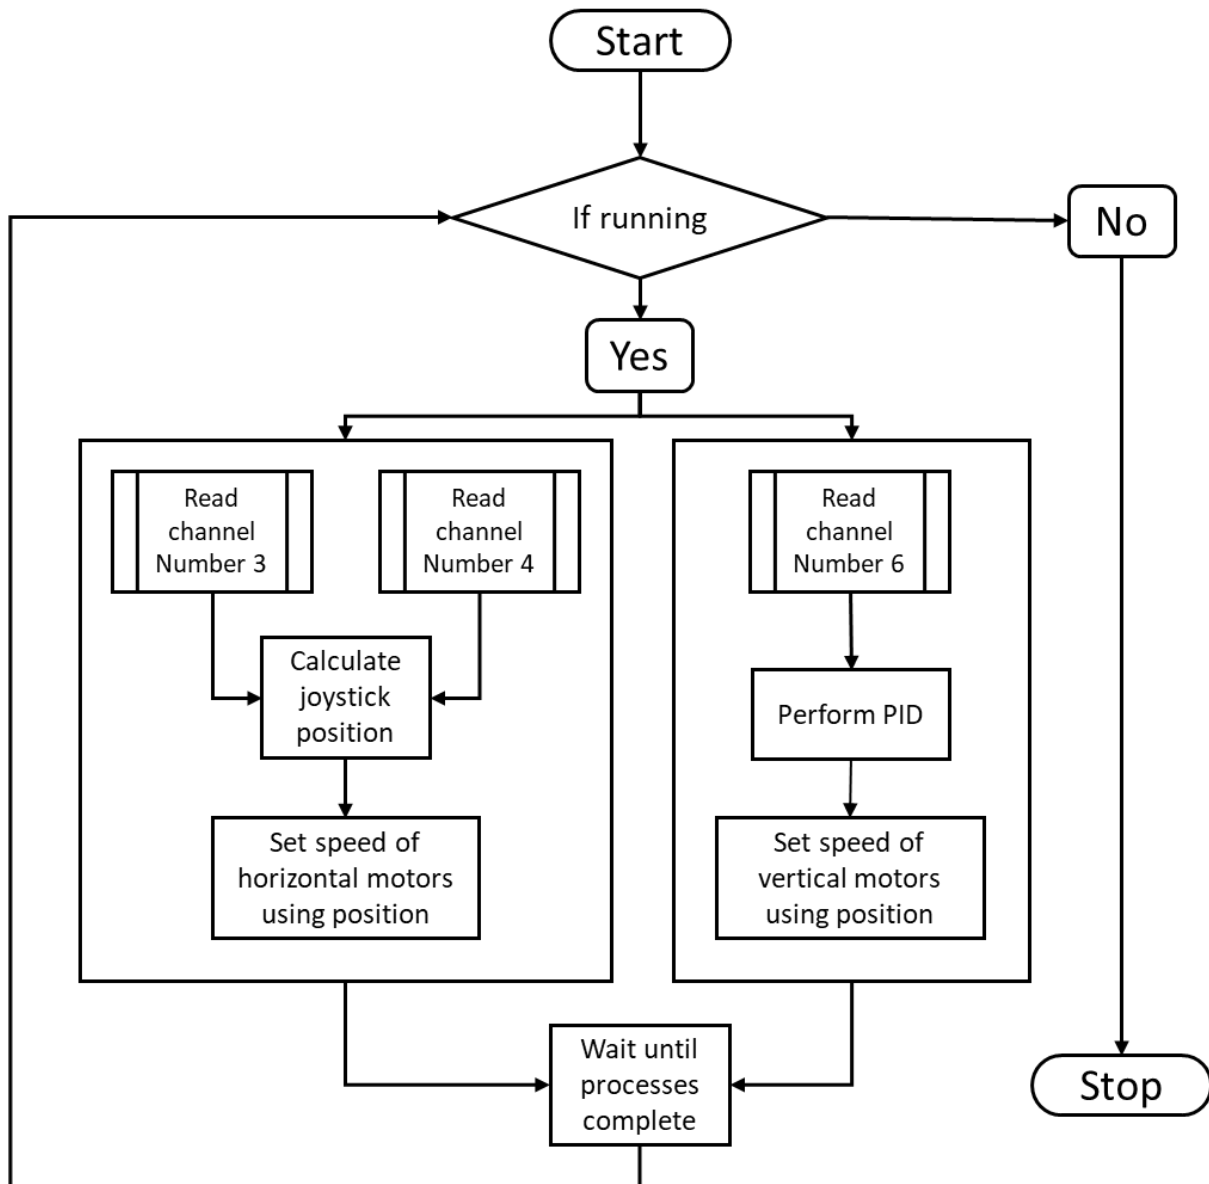 Start
If running
No
Yes
Read
channel
Number 3
Read
channel
Number 4
Read
channel
Number 6
Calculate
joystick
position
Perform PID
Set speed of
horizontal motors
using position
Set speed of
vertical motors
using position
Wait until
processes
complete
Stop